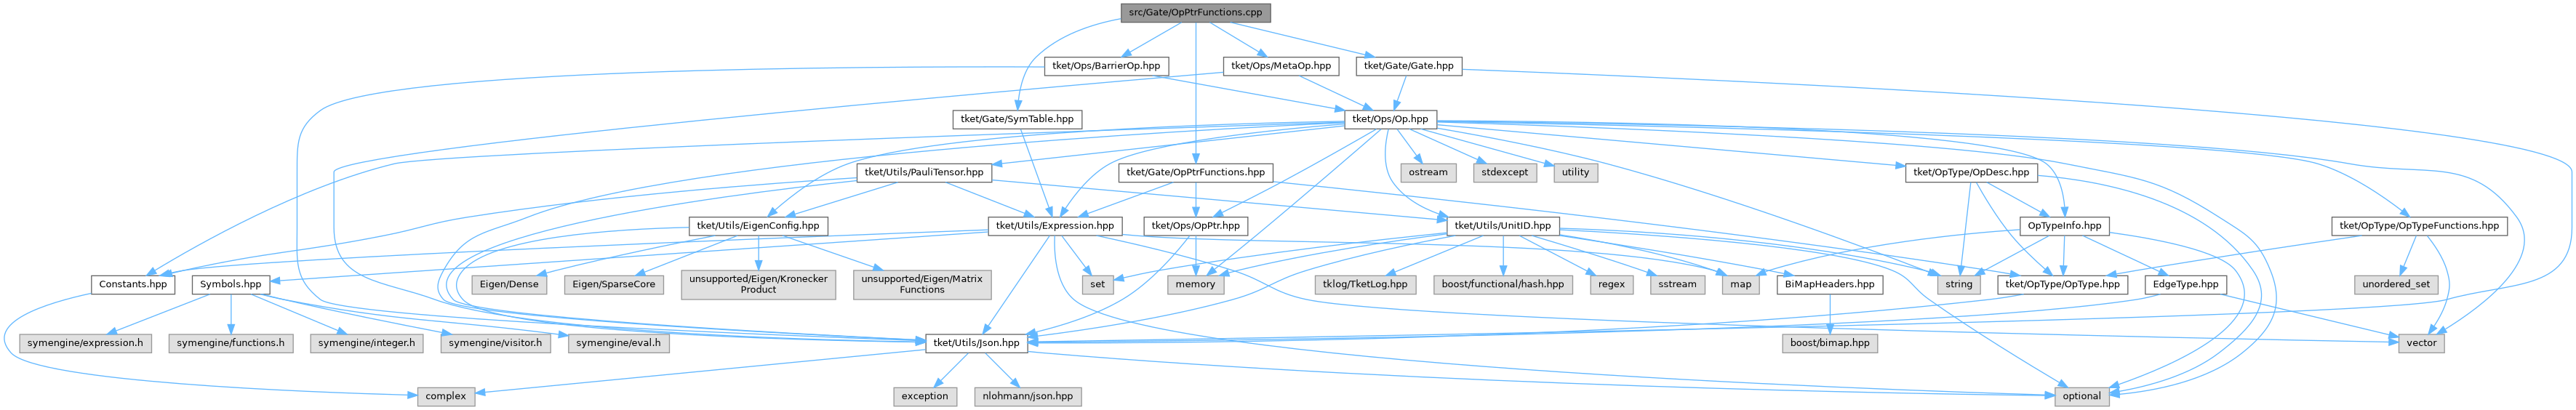 src/Gate/OpPtrFunctions.cpp
tket/Ops/BarrierOp.hpp
tket/Ops/MetaOp.hpp
tket/Gate/Gate.hpp
tket/Gate/SymTable.hpp
tket/Ops/Op.hpp
tket/Utils/PauliTensor.hpp
tket/Gate/OpPtrFunctions.hpp
ostream
stdexcept
utility
tket/OpType/OpDesc.hpp
tket/Utils/EigenConfig.hpp
tket/Utils/Expression.hpp
tket/Ops/OpPtr.hpp
tket/Utils/UnitID.hpp
OpTypeInfo.hpp
tket/OpType/OpTypeFunctions.hpp
Constants.hpp
Symbols.hpp
Eigen/Dense
Eigen/SparseCore
unsupported/Eigen/Kronecker
Product
unsupported/Eigen/Matrix
Functions
set
memory
tklog/TketLog.hpp
boost/functional/hash.hpp
regex
sstream
map
BiMapHeaders.hpp
string
tket/OpType/OpType.hpp
EdgeType.hpp
unordered_set
symengine/expression.h
symengine/functions.h
symengine/integer.h
symengine/visitor.h
symengine/eval.h
tket/Utils/Json.hpp
boost/bimap.hpp
vector
complex
exception
nlohmann/json.hpp
optional